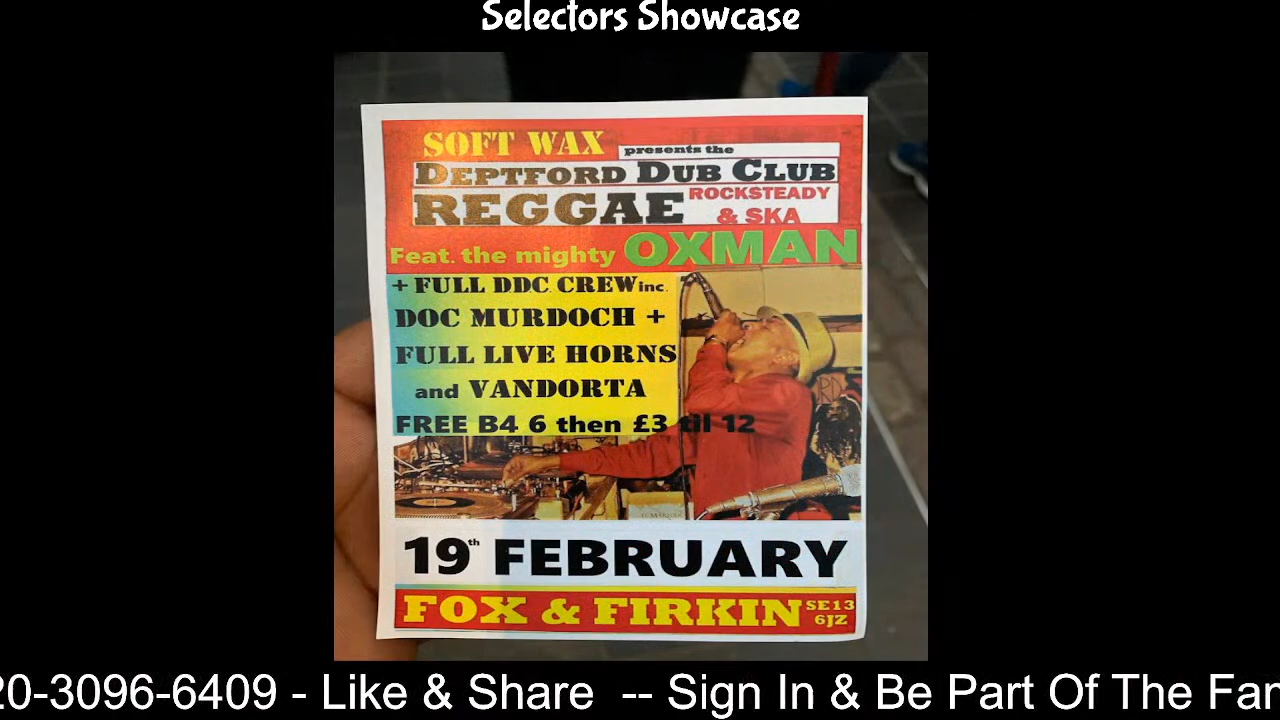 Selectors Showcase
SOFT WAX presents the
DEPTFORD DUB CLUB
REGGAE ROCKSTEADY & SKA
Feat. the mighty OXMAN
+ FULL DDC CREW inc.
DOC MURDOCH +
FULL LIVE HORNS
and VANDORTA
FREE B4 6 then £3 til 12
19th FEBRUARY
FOX & FIRKIN SE13 6JZ
20-3096-6409 - Like & Share -- Sign In & Be Part Of The Fam